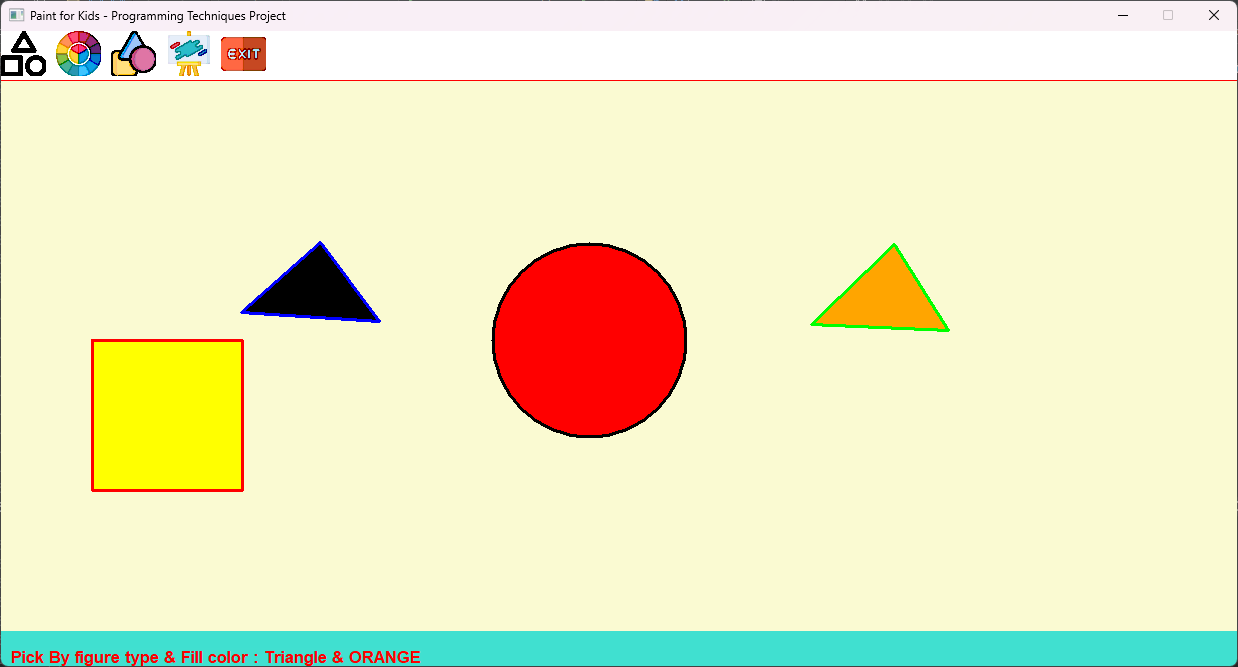 Paint for Kids - Programming Techniques Project
EXIT
Pick By figure type & Fill color : Triangle & ORANGE